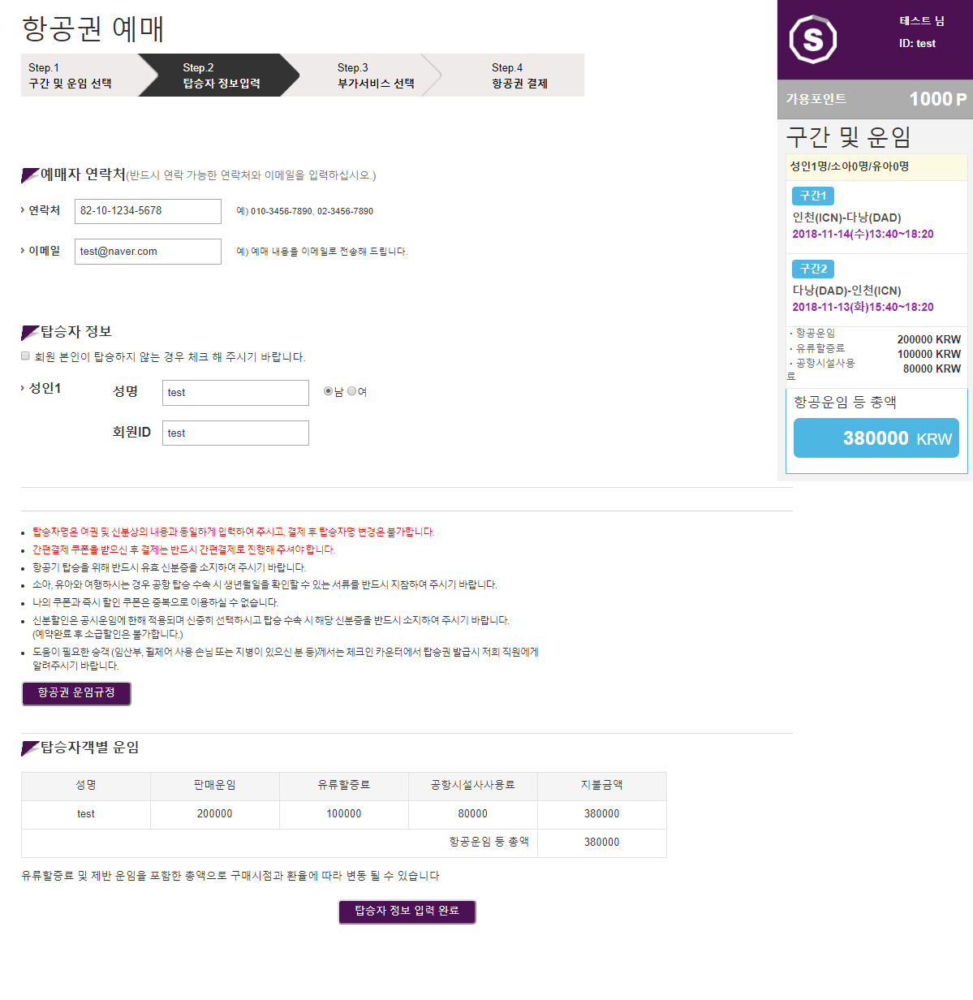 항공권 예매
Step.1
구간 및 운임 선택
Step.2
탑승자 정보입력
Step.3
부가서비스 선택
Step.4
항공권 결제
예매자 연락처(반드시 연락 가능한 연락처와 이메일을 입력하십시오.)
연락처 82-10-1234-5678 예) 010-3456-7890, 02-3456-7890
이메일 test@naver.com 예) 예매 내용을 이메일로 전송해 드립니다.
탑승자 정보
회원 본인이 탑승하지 않는 경우 체크 해 주시기 바랍니다.
성인1 성명 test 남 여
회원ID test
탑승자명은 여권 및 신분상의 내용과 동일하게 입력하여 주시고, 결제 후 탑승자명 변경은 불가합니다.
간편결제 쿠폰을 받으신 후 결제는 반드시 간편결제로 진행해 주셔야 합니다.
항공기 탑승을 위해 반드시 유효 신분증을 소지하여 주시기 바랍니다.
소아, 유아와 여행하시는 경우 공항 탑승 수속 시 생년월일을 확인할 수 있는 서류를 반드시 지참하여 주시기 바랍니다.
나의 쿠폰과 즉시 할인 쿠폰은 중복으로 이용하실 수 없습니다.
신분할인은 공시운임에 한해 적용되며 신중히 선택하시고 탑승 수속 시 해당 신분증을 반드시 소지하여 주시기 바랍니다.
(예약완료 후 소급할인은 불가합니다.)
도움이 필요한 승객 (임산부, 휠체어 사용 손님 또는 지병이 있으신 분 등)께서는 체크인 카운터에서 탑승권 발급시 저희 직원에게
알려주시기 바랍니다.
항공권 운임규정
탑승자객별 운임
성명 판매운임 유류할증료 공항시설사사용료 지불금액
test 200000 100000 80000 380000
항공운임 등 총액 380000
유류할증료 및 제반 운임을 포함한 총액으로 구매시점과 환율에 따라 변동 될 수 있습니다
탑승자 정보 입력 완료
S
테스트 님
ID: test
가용포인트 1000 P
구간 및 운임
성인1명/소아0명/유아0명
구간1
인천(ICN)-다낭(DAD)
2018-11-14(수)13:40~18:20
구간2
다낭(DAD)-인천(ICN)
2018-11-13(화)15:40~18:20
· 항공운임 200000 KRW
· 유류할증료 100000 KRW
· 공항시설사용 80000 KRW
료
항공운임 등 총액
380000 KRW